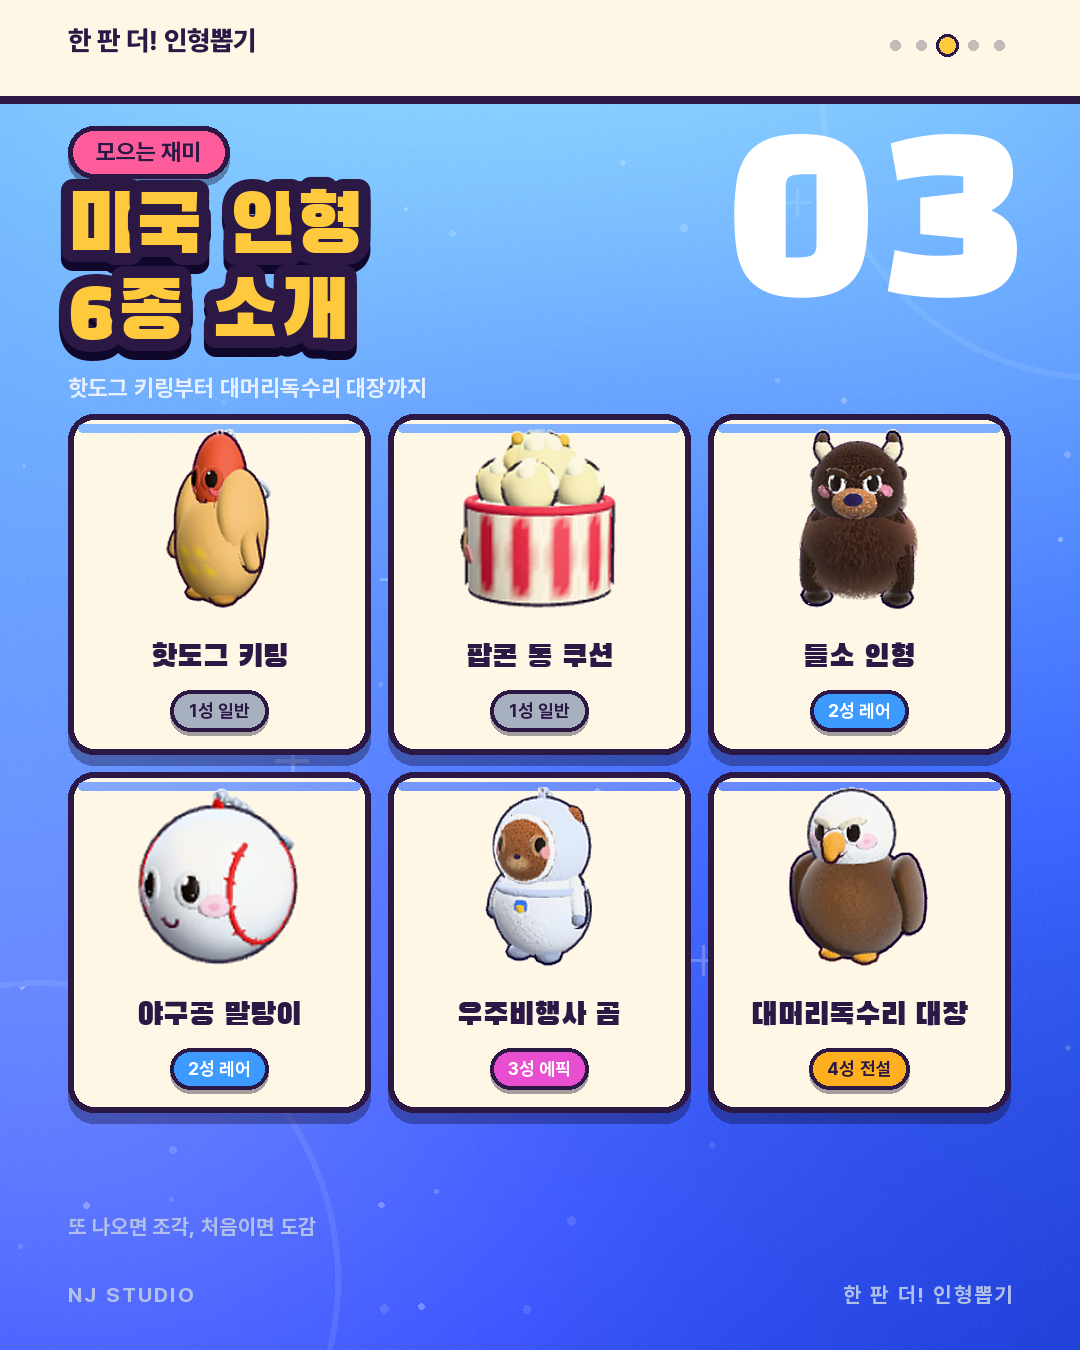 한 판 더! 인형뽑기
모으는 재미
03
미국 인형
6종 소개
핫도그 키링부터 대머리독수리 대장까지
핫도그 키링
팝콘 통 쿠션
들소 인형
1성 일반
1성 일반
2성 레어
야구공 말랑이
우주비행사 곰
대머리독수리 대장
2성 레어
3성 에픽
4성 전설
또 나오면 조각, 처음이면 도감
NJ STUDIO
한 판 더! 인형뽑기